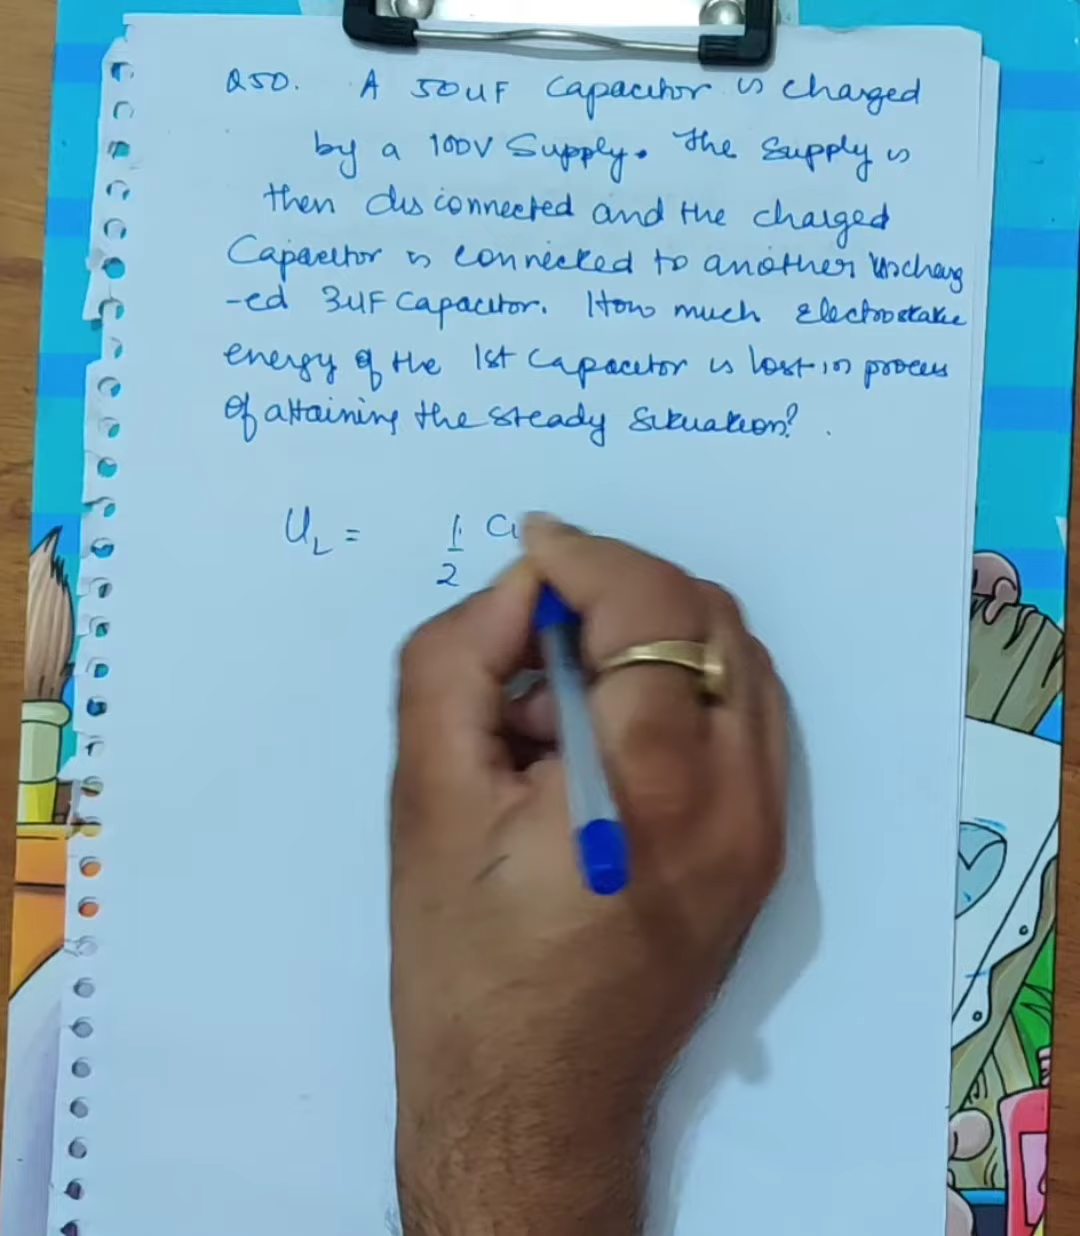 Q50. A 50uF Capacitor is charged
by a 100V Supply. The Supply is
then disconnected and the charged
Capacitor is connected to another uncharg
-ed 3uF Capacitor. How much Electrostatic
energy of the 1st Capacitor is lost in process
of attaining the steady Situation?
U_L = 1/2 C1